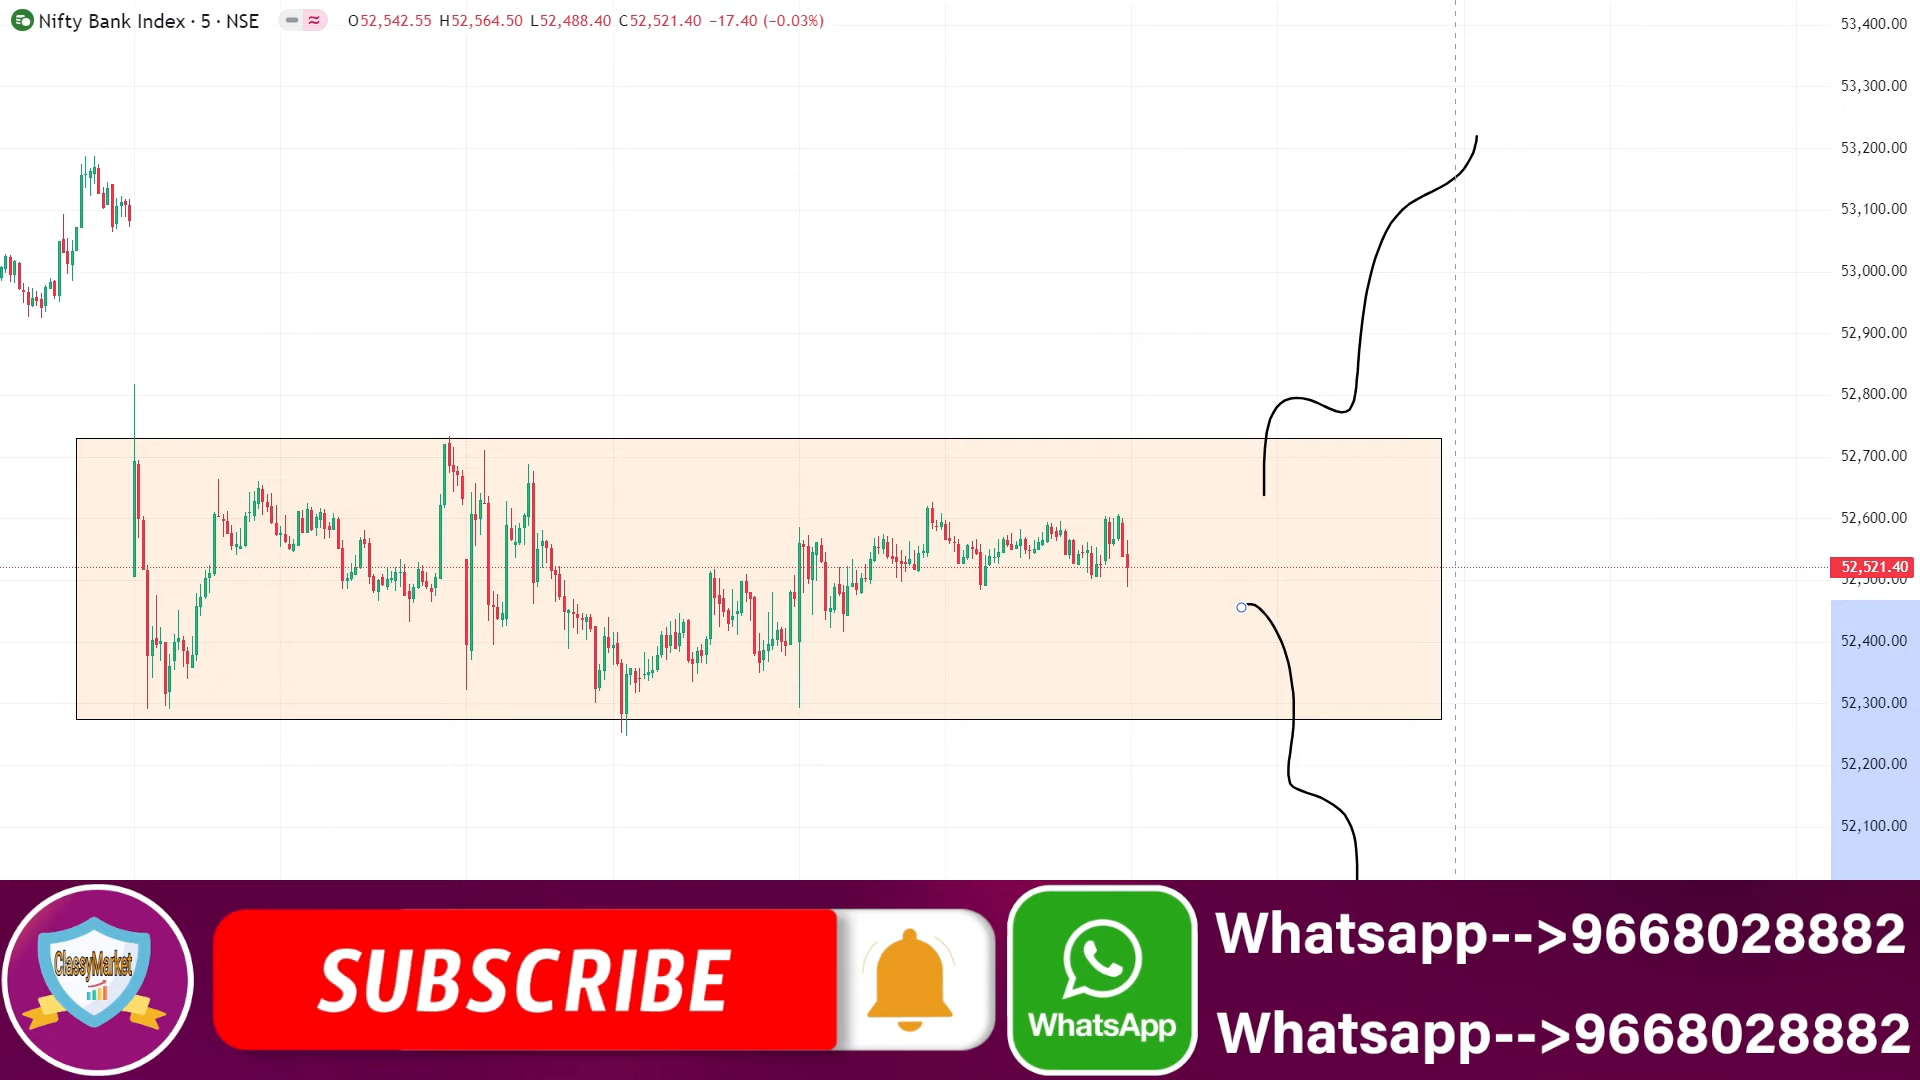 Nifty Bank Index · 5 · NSE O52,542.55 H52,564.50 L52,488.40 C52,521.40 −17.40 (−0.03%)
53,400.00
53,300.00
53,200.00
53,100.00
53,000.00
52,900.00
52,800.00
52,700.00
52,600.00
52,521.40
52,500.00
52,400.00
52,300.00
52,200.00
52,100.00
ClassyMarket
SUBSCRIBE
WhatsApp
Whatsapp-->9668028882
Whatsapp-->9668028882